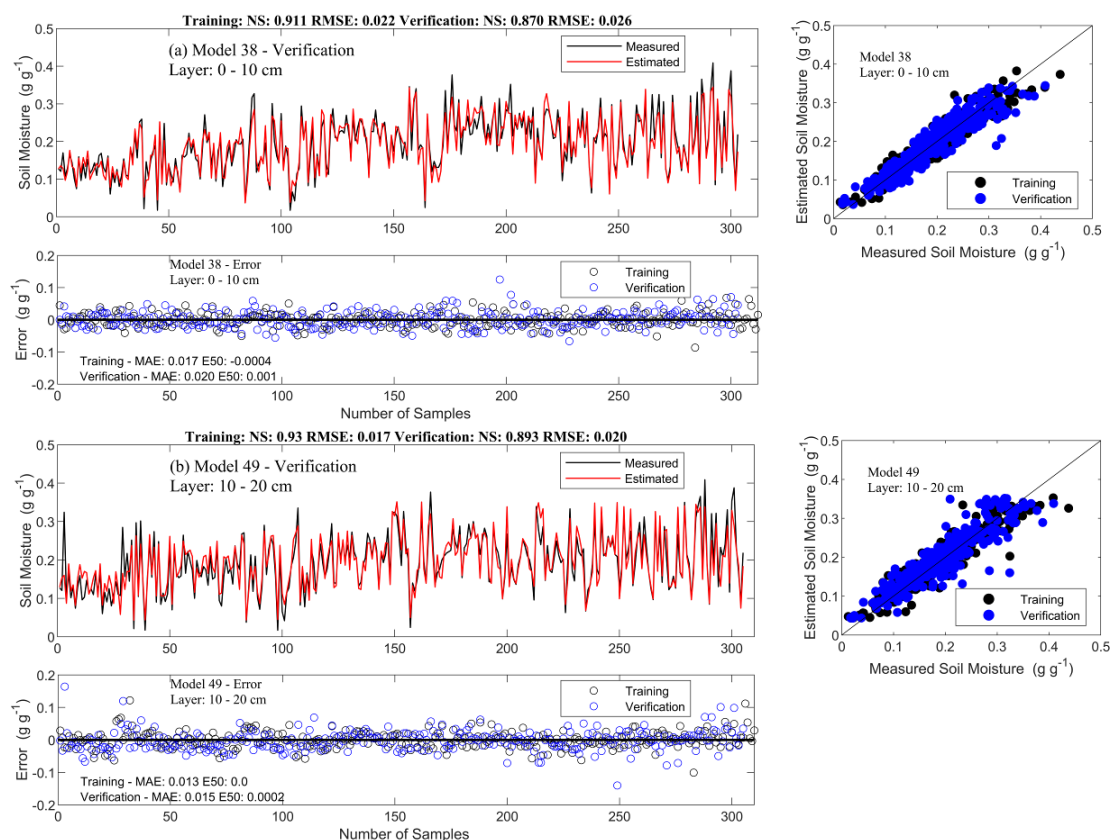 Training: NS: 0.911 RMSE: 0.022 Verification: NS: 0.870 RMSE: 0.026
(a) Model 38 - Verification
Layer: 0 - 10 cm
Measured
Estimated
Soil Moisture (g g⁻¹)
0.5
0.4
0.3
0.2
0.1
0
0 50 100 150 200 250 300
Model 38
Layer: 0 - 10 cm
Training
Verification
Estimated Soil Moisture (g g⁻¹)
0.5
0.4
0.3
0.2
0.1
0
0 0.1 0.2 0.3 0.4 0.5
Measured Soil Moisture (g g⁻¹)
Model 38 - Error
Layer: 0 - 10 cm
Training
Verification
Error (g g⁻¹)
0.2
0.1
0
-0.1
-0.2
Training - MAE: 0.017 E50: -0.0004
Verification - MAE: 0.020 E50: 0.001
50 100 150 200 250 300
Number of Samples
Training: NS: 0.93 RMSE: 0.017 Verification: NS: 0.893 RMSE: 0.020
(b) Model 49 - Verification
Layer: 10 - 20 cm
Measured
Estimated
Soil Moisture (g g⁻¹)
0.5
0.4
0.3
0.2
0.1
0
0 50 100 150 200 250 300
Model 49
Layer: 10 - 20 cm
Training
Verification
Estimated Soil Moisture (g g⁻¹)
0.5
0.4
0.3
0.2
0.1
0
0 0.1 0.2 0.3 0.4 0.5
Measured Soil Moisture (g g⁻¹)
Model 49 - Error
Layer: 10 - 20 cm
Training
Verification
Error (g g⁻¹)
0.2
0.1
0
-0.1
-0.2
Training - MAE: 0.013 E50: 0.0
Verification - MAE: 0.015 E50: 0.0002
50 100 150 200 250 300
Number of Samples